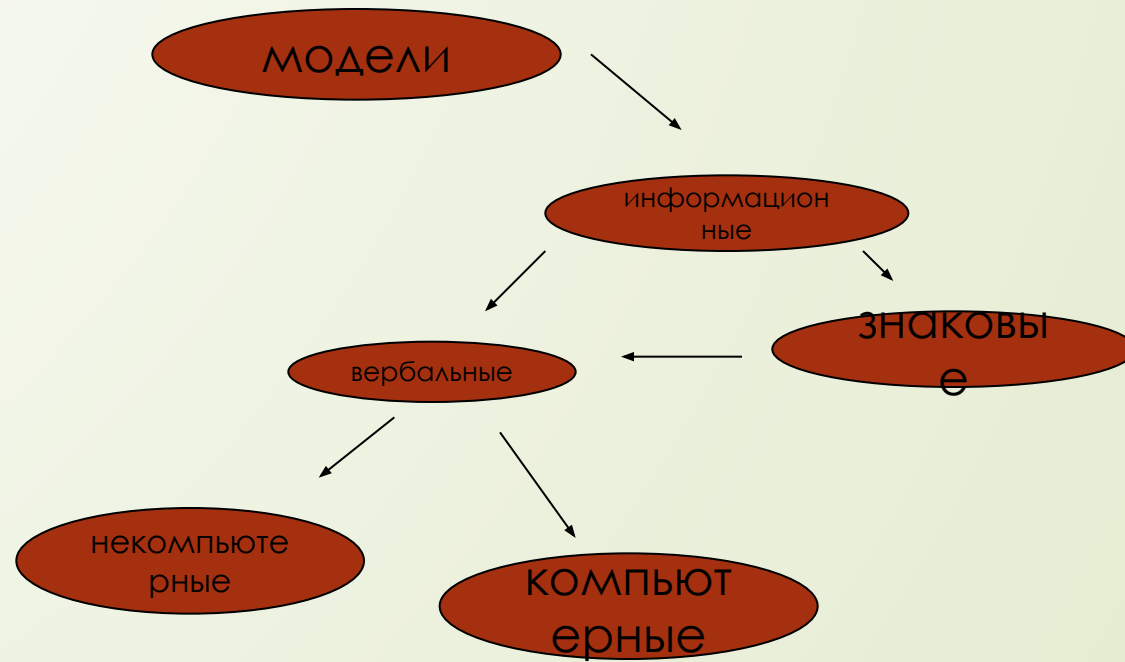 модели
информацион
ные
знаковы
е
вербальные
некомпьюте
рные
компьют
ерные